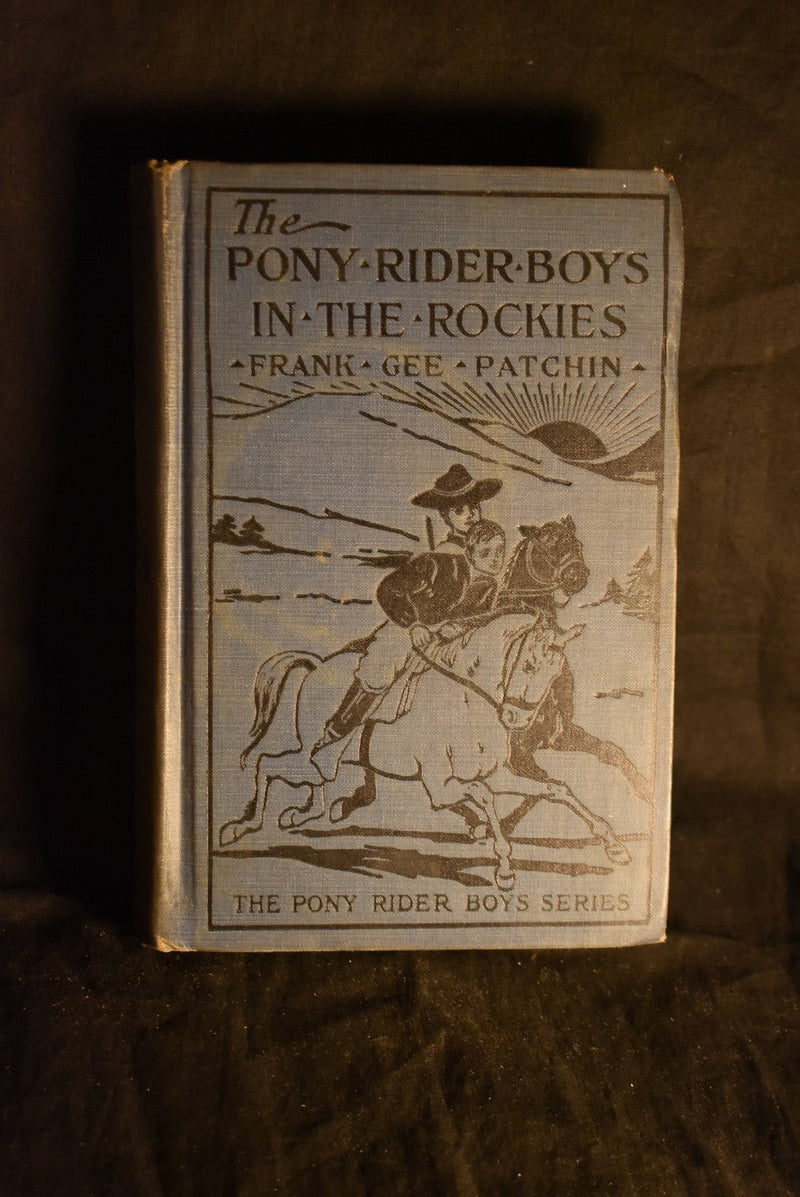 The
PONY RIDER BOYS
IN THE ROCKIES
FRANK GEE PATCHIN
THE PONY RIDER BOYS SERIES